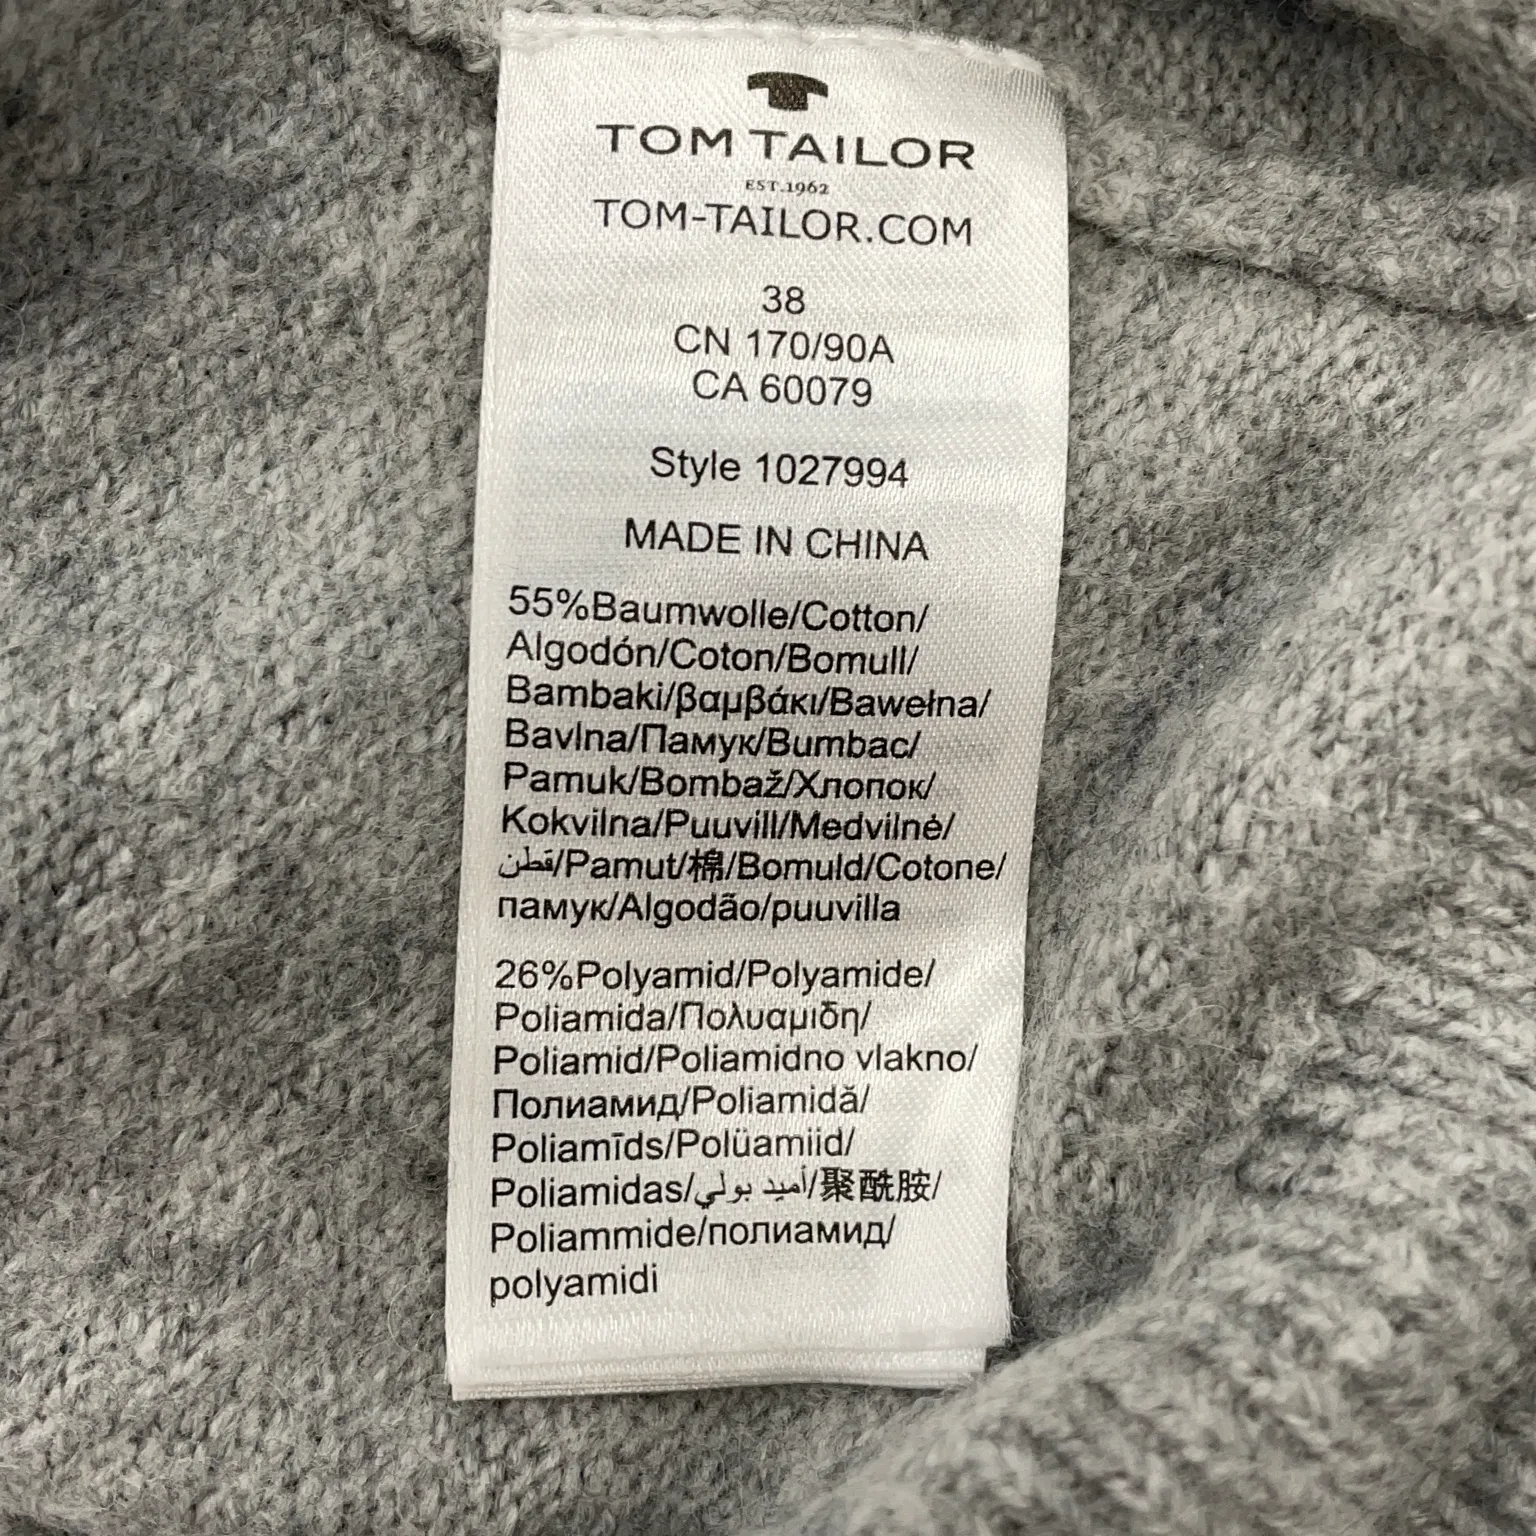 TOM TAILOR
EST.1962
TOM-TAILOR.COM
38
CN 170/90A
CA 60079
Style 1027994
MADE IN CHINA
55%Baumwolle/Cotton/
Algodón/Coton/Bomull/
Bambaki/βαμβάκι/Bawełna/
Bavlna/Памук/Bumbac/
Pamuk/Bombaž/Хлопок/
Kokvilna/Puuvill/Medvilnė/
قطن/Pamut/棉/Bomuld/Cotone/
памук/Algodão/puuvilla
26%Polyamid/Polyamide/
Poliamida/Πολυαμιδη/
Poliamid/Poliamidno vlakno/
Полиамид/Poliamidă/
Poliamīds/Polüamiid/
Poliamidas/أميد بولي/聚酰胺/
Poliammide/полиамид/
polyamidi